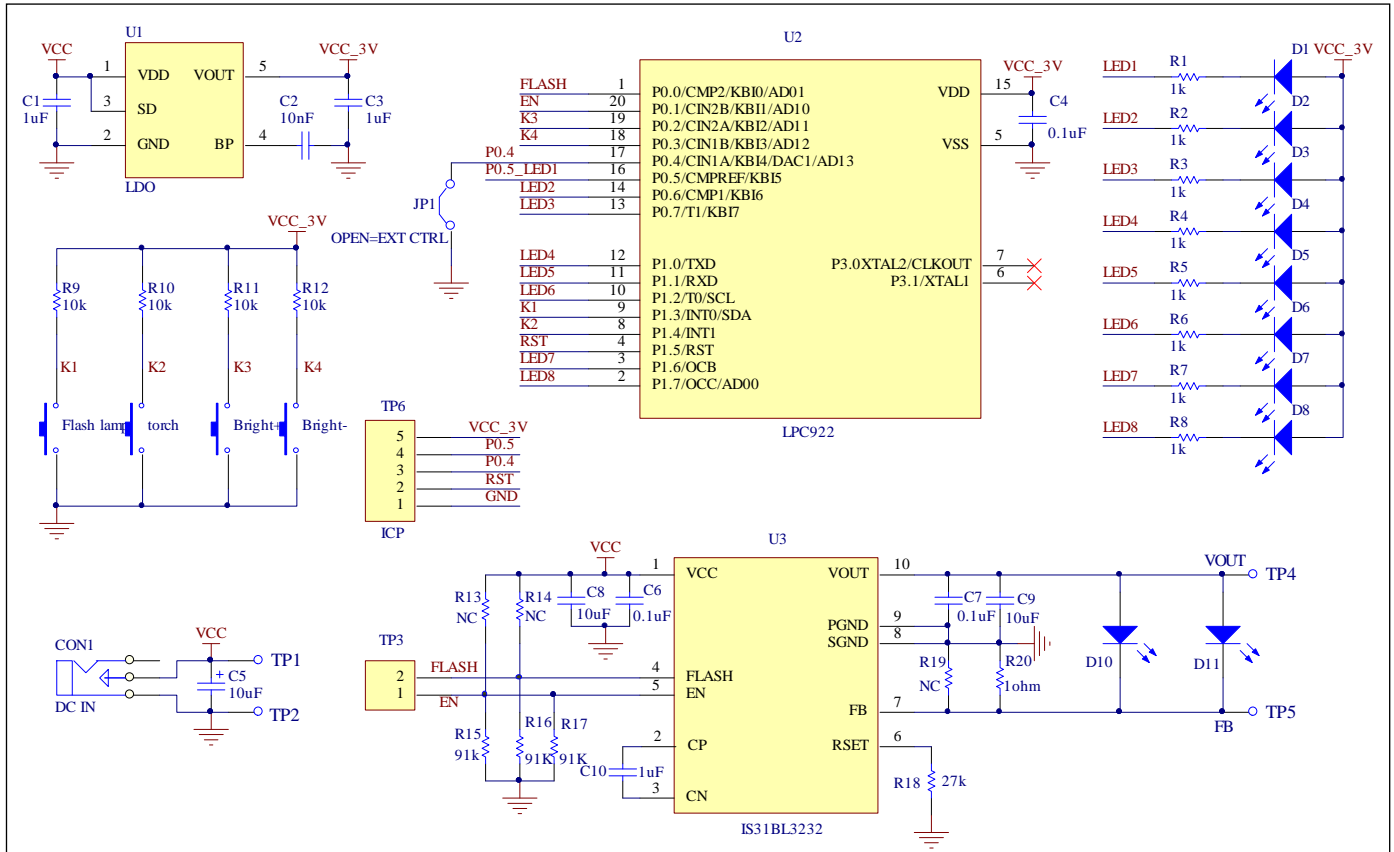 U1
VCC
VCC_3V
1
VDD
VOUT
5
C1
1uF
3
SD
C2
10nF
C3
1uF
2
GND
BP
4
LDO
U2
FLASH
1
P0.0/CMP2/KBI0/AD01
EN
20
P0.1/CIN2B/KBI1/AD10
K3
19
P0.2/CIN2A/KBI2/AD11
K4
18
P0.3/CIN1B/KBI3/AD12
P0.4
17
P0.4/CIN1A/KBI4/DAC1/AD13
P0.5_LED1
16
P0.5/CMPREF/KBI5
LED2
14
P0.6/CMP1/KBI6
LED3
13
P0.7/T1/KBI7
LED4
12
P1.0/TXD
LED5
11
P1.1/RXD
LED6
10
P1.2/T0/SCL
K1
9
P1.3/INT0/SDA
K2
8
P1.4/INT1
RST
4
P1.5/RST
LED7
3
P1.6/OCB
LED8
2
P1.7/OCC/AD00
VDD
15
VCC_3V
C4
0.1uF
VSS
5
P3.0XTAL2/CLKOUT
7
P3.1/XTAL1
6
LPC922
JP1
OPEN=EXT CTRL
D1
VCC_3V
LED1
R1
1k
D2
LED2
R2
1k
D3
LED3
R3
1k
D4
LED4
R4
1k
D5
LED5
R5
1k
D6
LED6
R6
1k
D7
LED7
R7
1k
D8
LED8
R8
1k
VCC_3V
R9
10k
R10
10k
R11
10k
R12
10k
K1
K2
K3
K4
Flash lamp
torch
Bright+
Bright-
TP6
5
VCC_3V
4
P0.5
3
P0.4
2
RST
1
GND
ICP
CON1
DC IN
VCC
+
C5
10uF
TP1
TP2
TP3
2
FLASH
1
EN
R13
NC
R14
NC
VCC
C8
10uF
C6
0.1uF
R15
91k
R16
91K
R17
91K
C10
1uF
U3
1
VCC
4
FLASH
5
EN
2
CP
3
CN
VOUT
10
PGND
9
SGND
8
FB
7
RSET
6
IS31BL3232
C7
0.1uF
C9
10uF
R19
NC
R20
1ohm
R18
27k
D10
D11
VOUT
TP4
FB
TP5